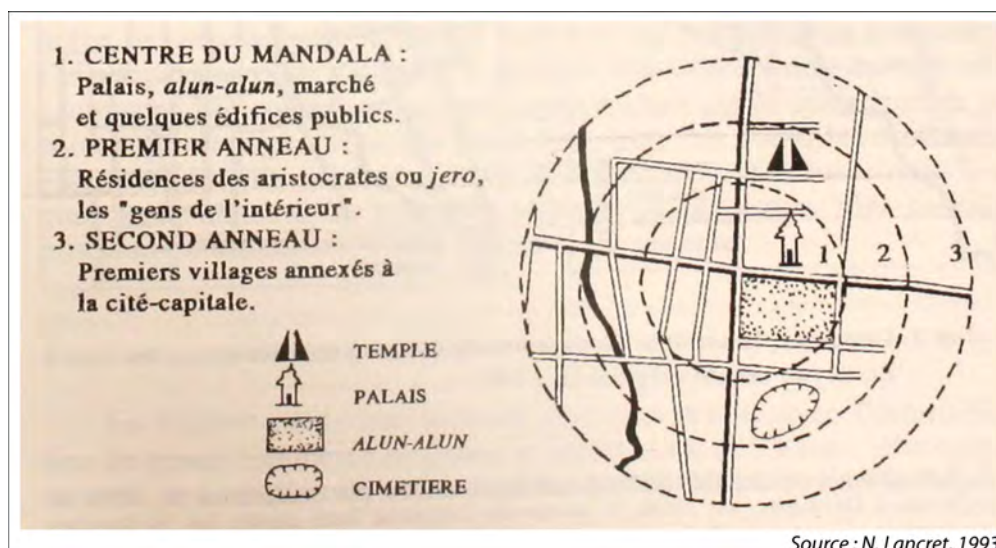 1. CENTRE DU MANDALA :
Palais, alun-alun, marché
et quelques édifices publics.
2. PREMIER ANNEAU :
Résidences des aristocrates ou jero,
les "gens de l'intérieur".
3. SECOND ANNEAU :
Premiers villages annexés à
la cité-capitale.
TEMPLE
PALAIS
ALUN-ALUN
CIMETIERE
1 2 3
Source : N. Lancret, 1993